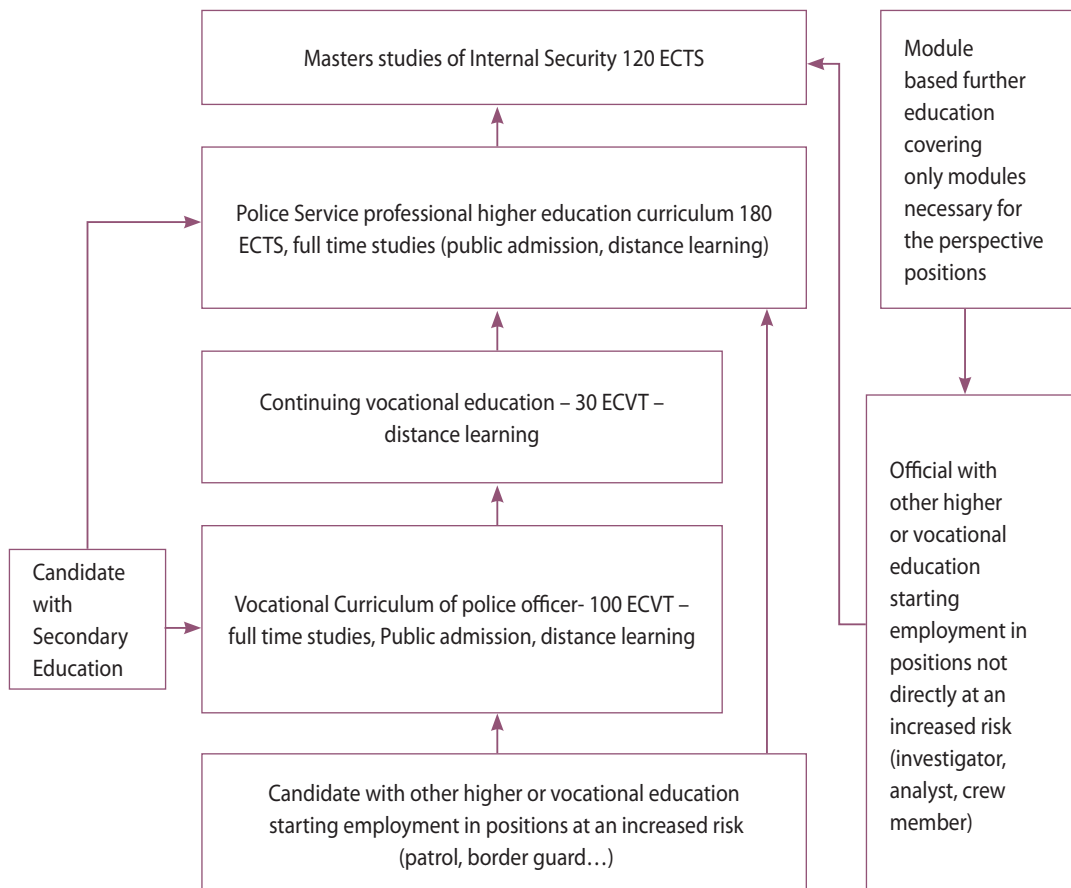 Masters studies of Internal Security 120 ECTS
Module
based further
education
covering
only modules
necessary for
the perspective
positions
Police Service professional higher education curriculum 180
ECTS, full time studies (public admission, distance learning)
Continuing vocational education – 30 ECVT –
distance learning
Official with
other higher
or vocational
education
starting
employment in
positions not
directly at an
increased risk
(investigator,
analyst, crew
member)
Candidate
with
Secondary
Education
Vocational Curriculum of police officer- 100 ECVT –
full time studies, Public admission, distance learning
Candidate with other higher or vocational education
starting employment in positions at an increased risk
(patrol, border guard…)